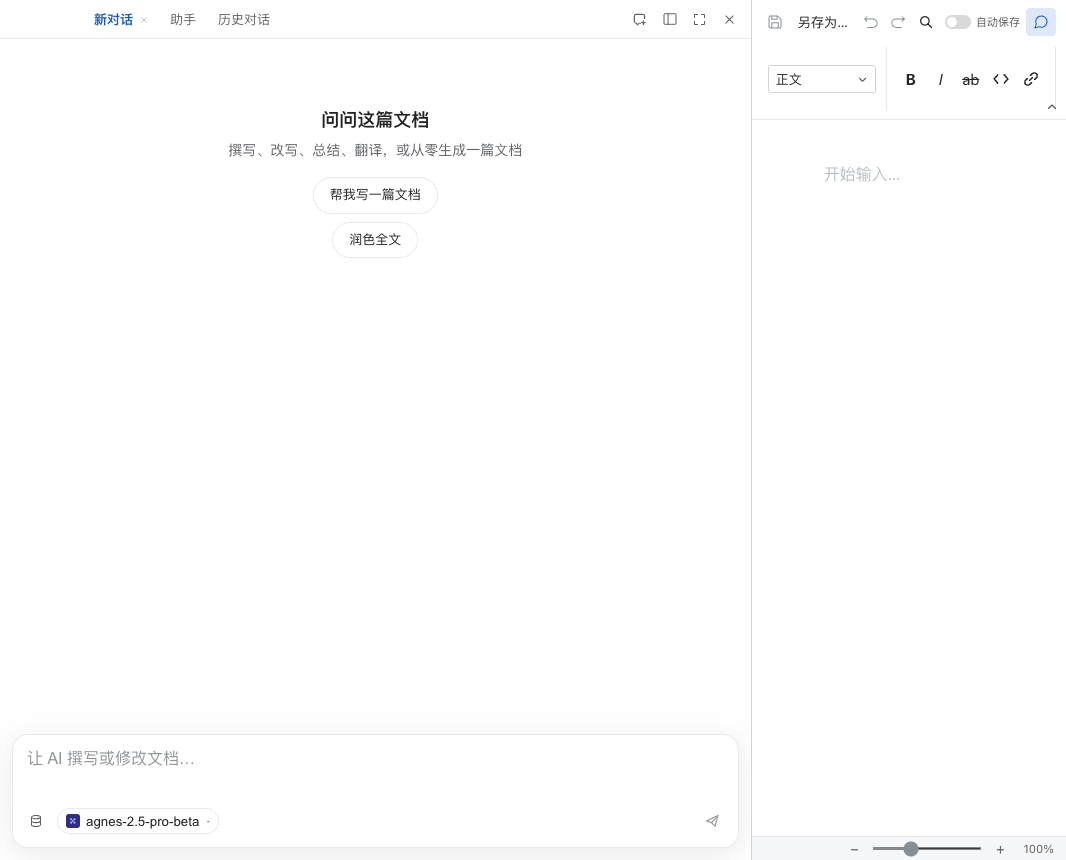 新对话
助手
历史对话
问问这篇文档
撰写、改写、总结、翻译，或从零生成一篇文档
帮我写一篇文档
润色全文
让 AI 撰写或修改文档...
agnes-2.5-pro-beta
另存为...
自动保存
正文
B I ab
开始输入...
100%